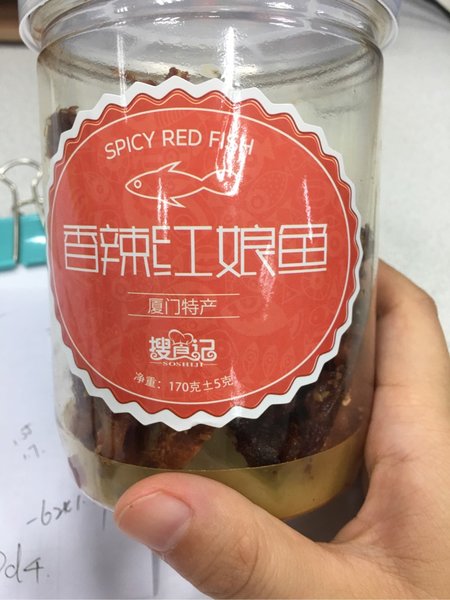 SPICY RED FISH
香辣红娘鱼
厦门特产
搜食记
SOSHIJI
净重：170克±5克